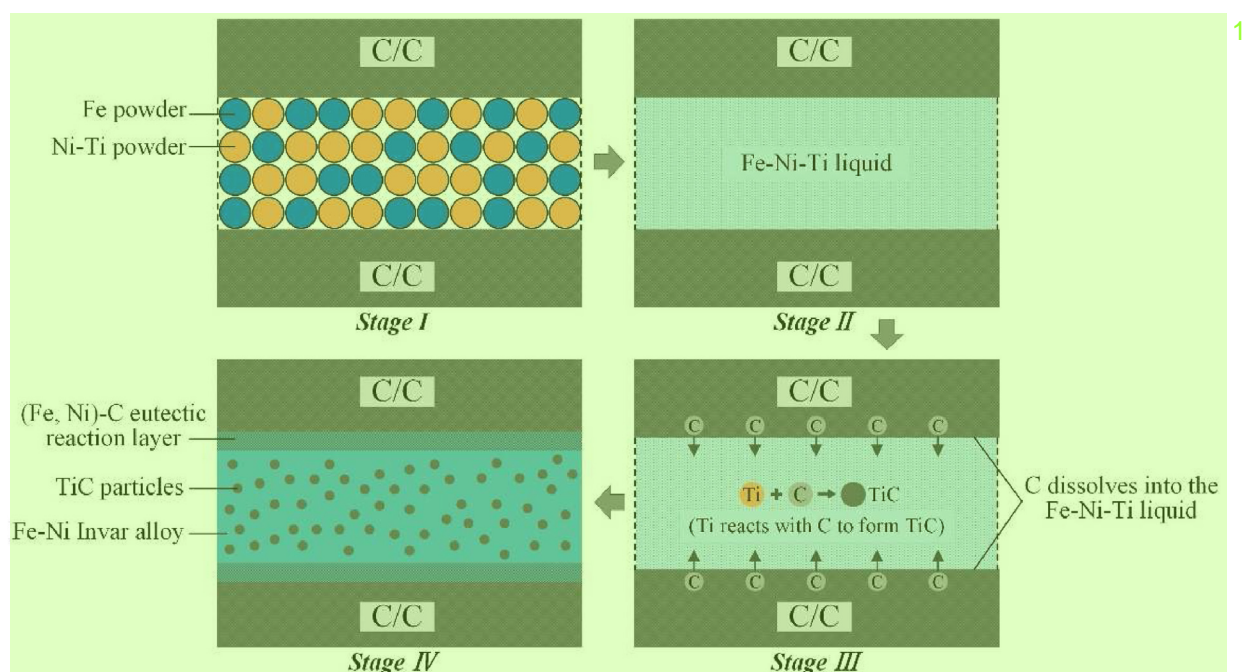 1
C/C
Fe powder
Ni-Ti powder
C/C
Stage I
C/C
Fe-Ni-Ti liquid
C/C
Stage II
C/C
C C C C C
Ti + C → TiC
(Ti reacts with C to form TiC)
C dissolves into the
Fe-Ni-Ti liquid
C C C C C
C/C
Stage III
C/C
(Fe, Ni)-C eutectic
reaction layer
TiC particles
Fe-Ni Invar alloy
C/C
Stage IV